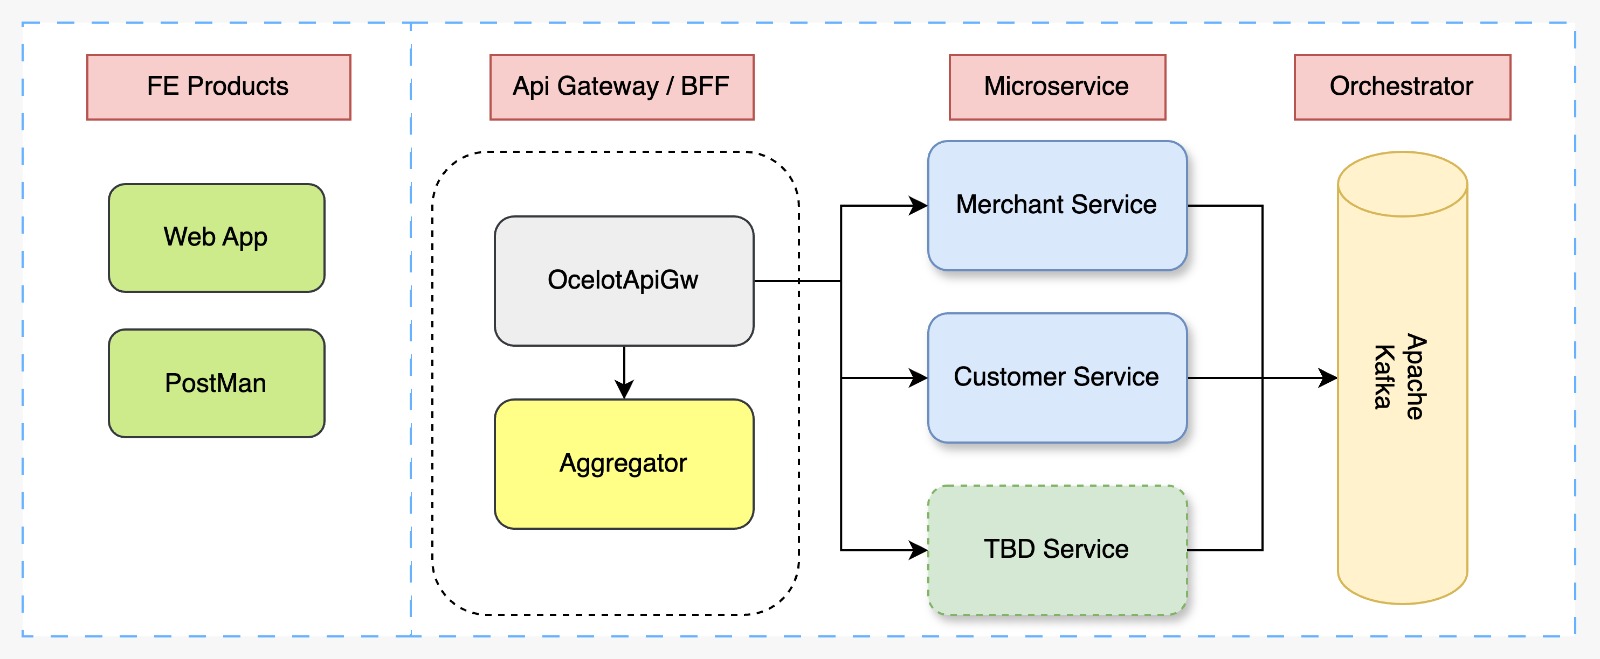 FE Products
Api Gateway / BFF
Microservice
Orchestrator
Web App
PostMan
OcelotApiGw
Aggregator
Merchant Service
Customer Service
TBD Service
Apache
Kafka